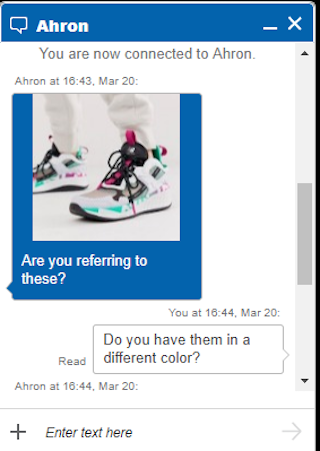 Ahron
You are now connected to Ahron.
Ahron at 16:43, Mar 20:
Are you referring to
these?
You at 16:44, Mar 20:
Do you have them in a
different color?
Read
Ahron at 16:44, Mar 20:
Enter text here